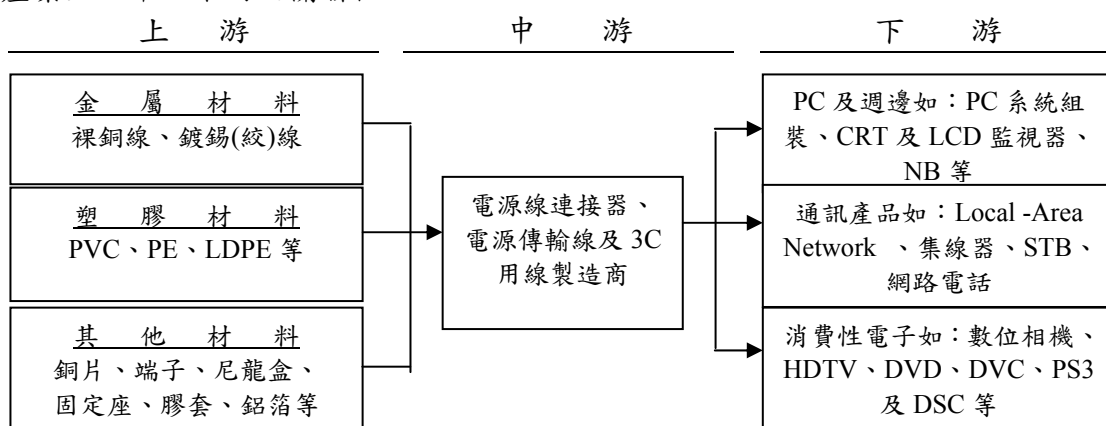 上 游 中 游 下 游
金 屬 材 料
裸銅線、鍍錫(絞)線
塑 膠 材 料
PVC、PE、LDPE 等
其 他 材 料
銅片、端子、尼龍盒、
固定座、膠套、鋁箔等
電源線連接器、
電源傳輸線及 3C
用線製造商
PC 及週邊如：PC 系統組
裝、CRT 及 LCD 監視器、
NB 等
通訊產品如：Local -Area
Network 、集線器、STB、
網路電話
消費性電子如：數位相機、
HDTV、DVD、DVC、PS3
及 DSC 等